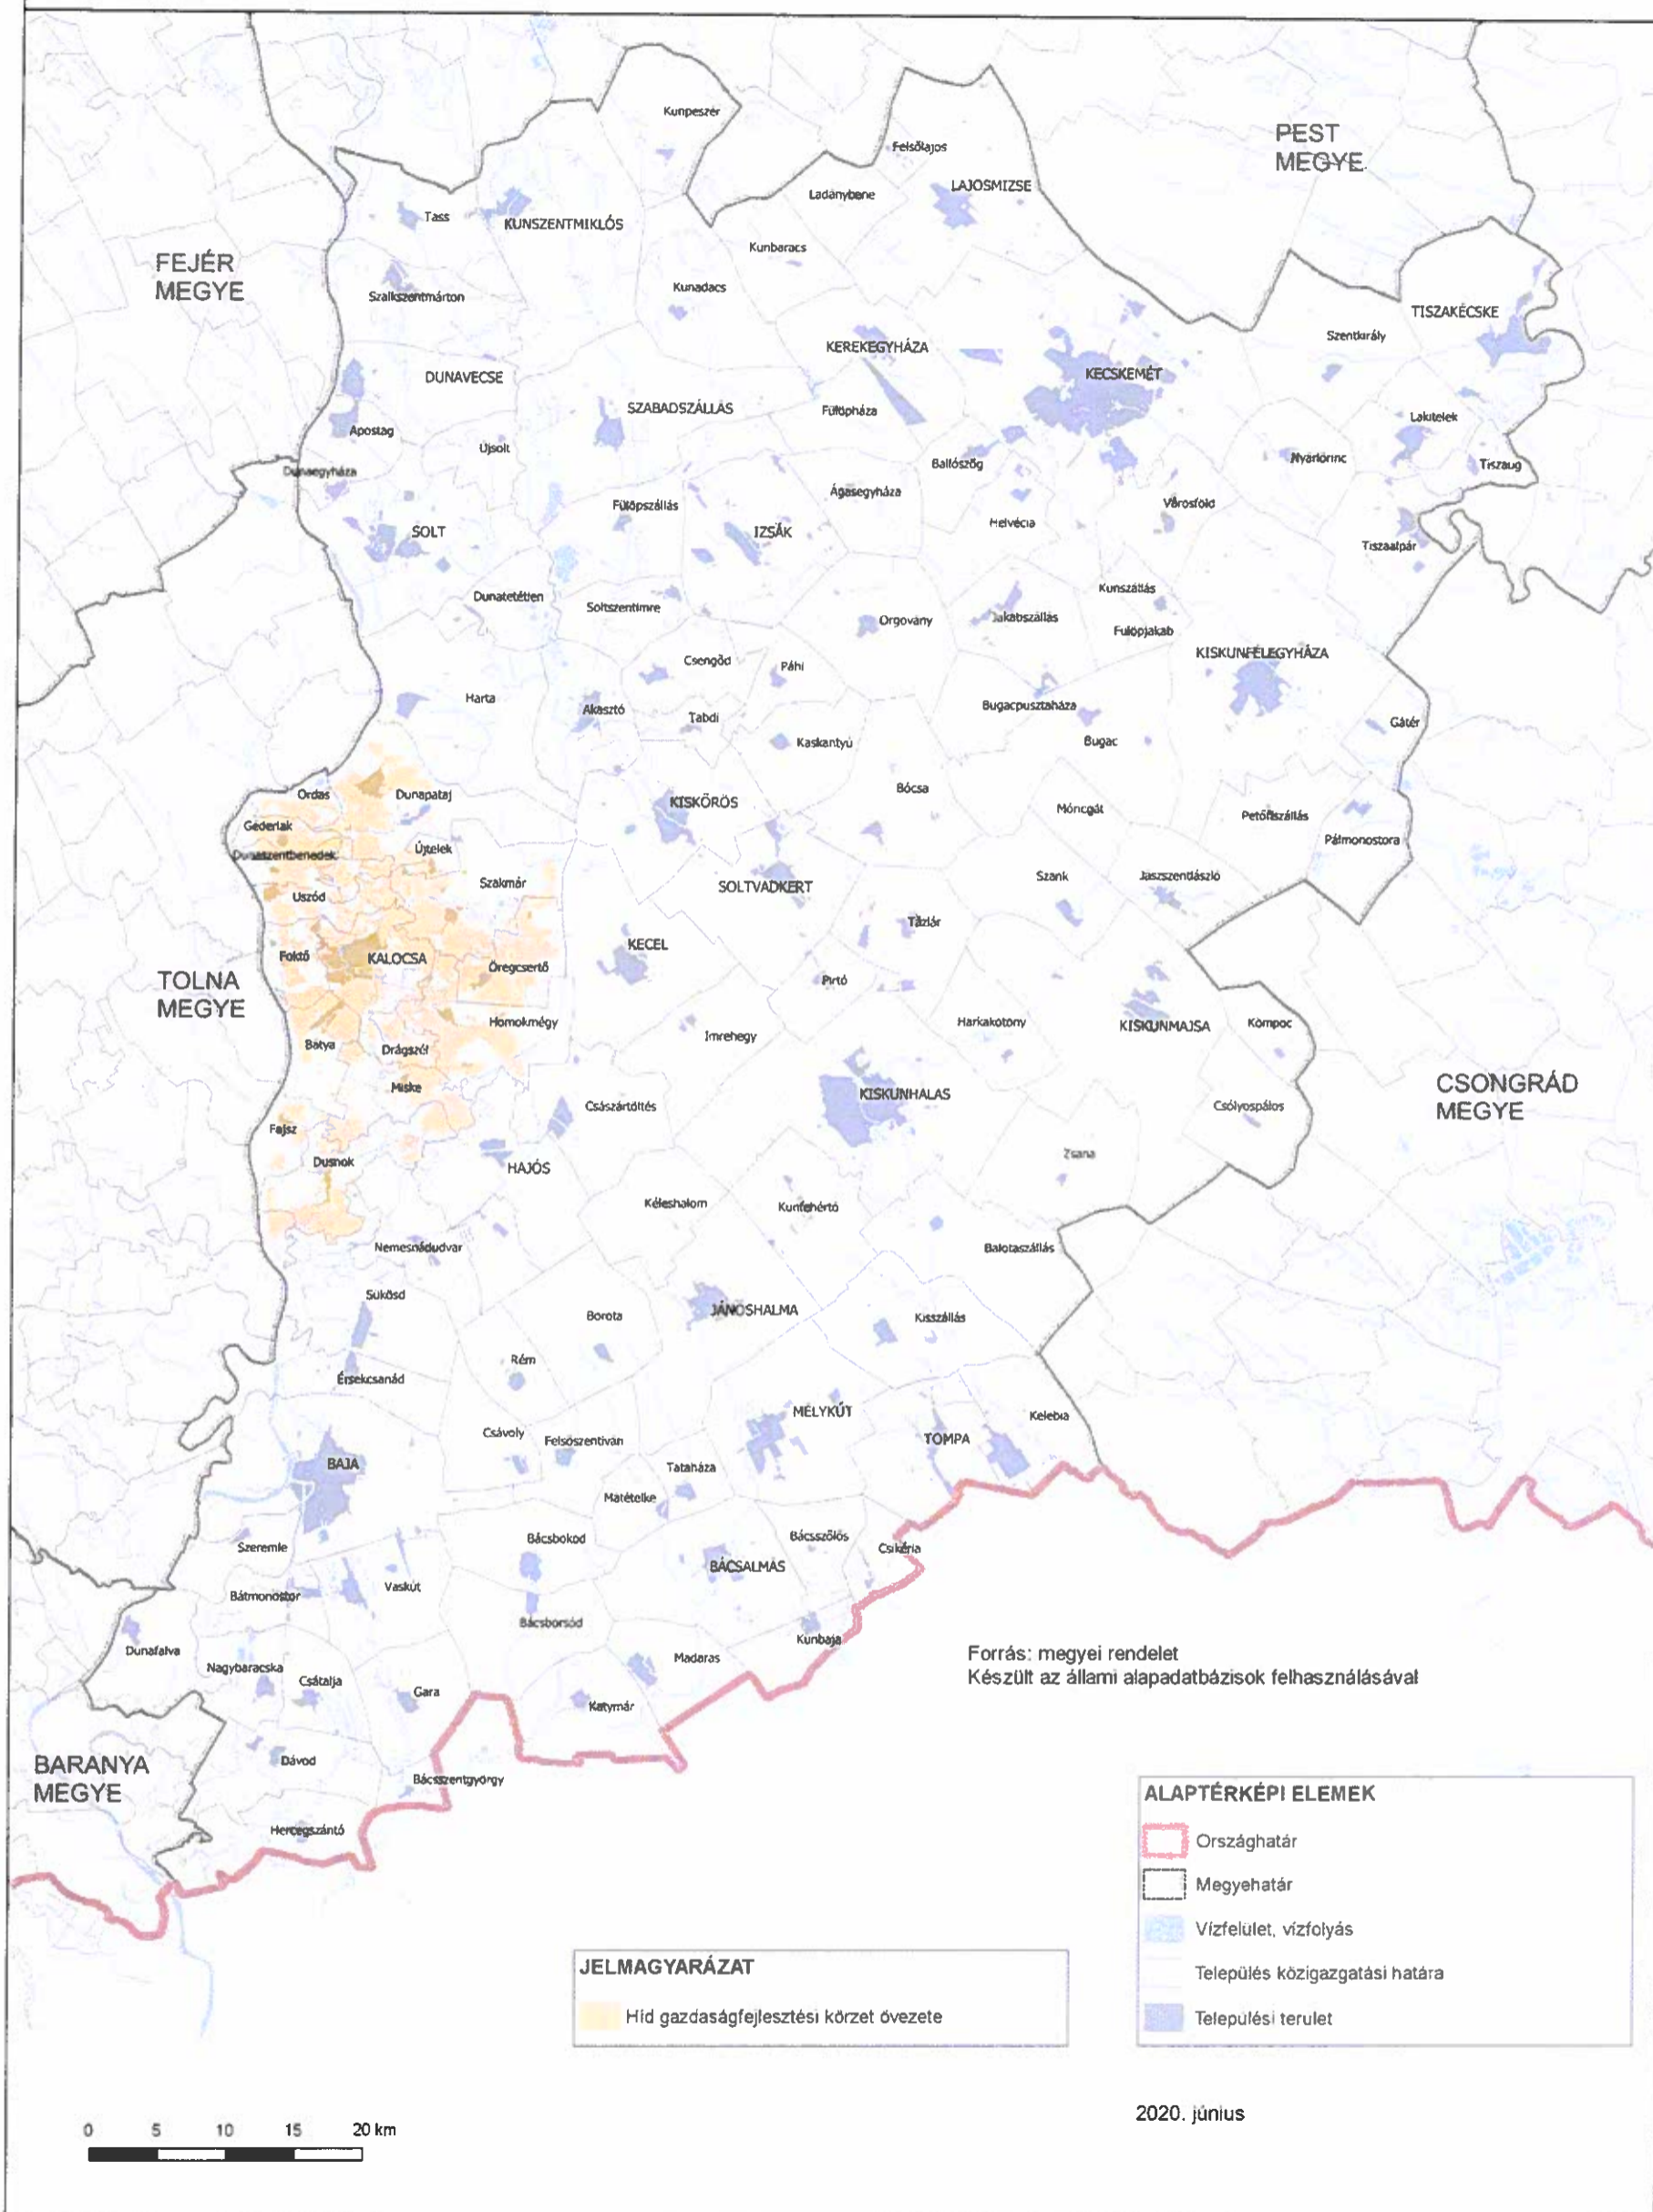 Kunpeszér
PEST
MEGYE
Felsőlajos
LAJOSMIZSE
Ladánybene
Tass
KUNSZENTMIKLÓS
Kunbaracs
FEJÉR
MEGYE
Kunadacs
Szalkszentmárton
TISZAKÉCSKE
Szentkirály
KEREKEGYHÁZA
KECSKEMÉT
DUNAVECSE
SZABADSZÁLLÁS
Fülöpháza
Lakitelek
Apostag
Újsolt
Ballószög
Nyárlőrinc
Tiszaug
Dunaegyháza
Ágasegyháza
Fülöpszállás
Városföld
Helvécia
SOLT
IZSÁK
Tiszaalpár
Kunszállás
Dunatetétlen
Soltszentimre
Orgovány
Jakabszállás
Fülöpjakab
KISKUNFÉLEGYHÁZA
Csengőd
Páhi
Harta
Akasztó
Tabdi
Bugacpusztaháza
Gátér
Kaskantyú
Bugac
Ordas
Dunapataj
KISKŐRÖS
Bócsa
Móricgát
Petőfiszállás
Géderlak
Pálmonostora
Dunaszentbenedek
Újtelek
Szakmár
SOLTVADKERT
Szank
Jászszentlászló
Uszód
Tázlár
KECEL
Foktő
KALOCSA
Öregcsertő
Pirtó
TOLNA
MEGYE
Homokmégy
Imrehegy
Harkakötöny
KISKUNMAJSA
Kömpöc
Bátya
Drágszél
Miske
CSONGRÁD
MEGYE
KISKUNHALAS
Császártöltés
Csólyospálos
Fajsz
Dusnok
HAJÓS
Zsana
Kéleshalom
Kunfehértó
Nemesnádudvar
Balotaszállás
Sükösd
Borota
JÁNOSHALMA
Kisszállás
Rém
Érsekcsanád
MÉLYKÚT
Kelebia
Csávoly
Felsőszentiván
TOMPA
BAJA
Tataháza
Mátételke
Bácsbokod
Bácsszőlős
Szeremle
Csikéria
BÁCSALMÁS
Vaskút
Bátmonostor
Bácsborsód
Kunbaja
Dunafalva
Madaras
Nagybaracska
Csátalja
Gara
Katymár
Forrás: megyei rendelet
Készült az állami alapadatbázisok felhasználásával
BARANYA
MEGYE
Dávod
Bácsszentgyörgy
Hercegszántó
ALAPTÉRKÉPI ELEMEK
Országhatár
Megyehatár
Vízfelület, vízfolyás
Település közigazgatási határa
Települési terület
JELMAGYARÁZAT
Híd gazdaságfejlesztési körzet övezete
2020. június
0 5 10 15 20 km